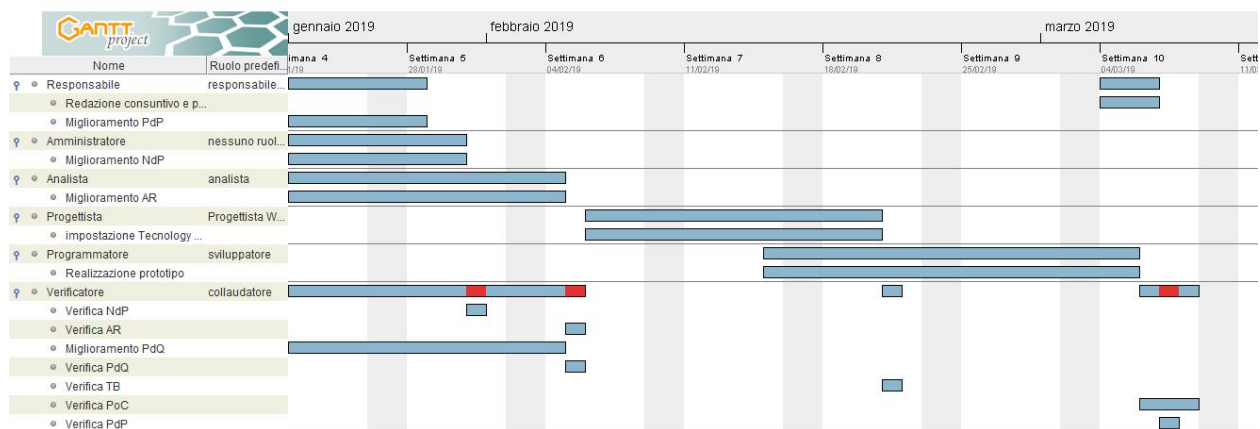 GANTT
project
gennaio 2019
febbraio 2019
marzo 2019
Nome
Ruolo predefi...
imana 4
Settimana 5
Settimana 6
Settimana 7
Settimana 8
Settimana 9
Settimana 10
Sett
1/19
28/01/19
04/02/19
11/02/19
18/02/19
25/02/19
04/03/19
11/03
Responsabile responsabile...
Redazione consuntivo e p...
Miglioramento PdP
Amministratore nessuno ruol...
Miglioramento NdP
Analista analista
Miglioramento AR
Progettista Progettista W...
impostazione Tecnology ...
Programmatore sviluppatore
Realizzazione prototipo
Verificatore collaudatore
Verifica NdP
Verifica AR
Miglioramento PdQ
Verifica PdQ
Verifica TB
Verifica PoC
Verifica PdP